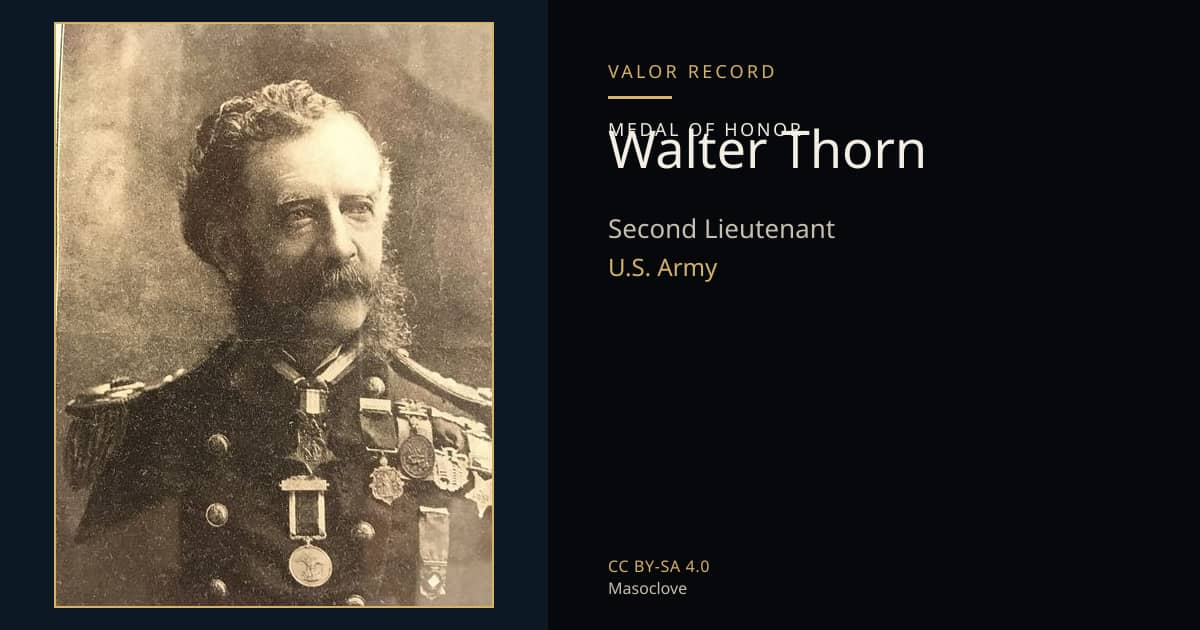 VALOR RECORD
MEDAL OF HONOR
Walter Thorn
Second Lieutenant
U.S. Army
CC BY-SA 4.0
Masoclove